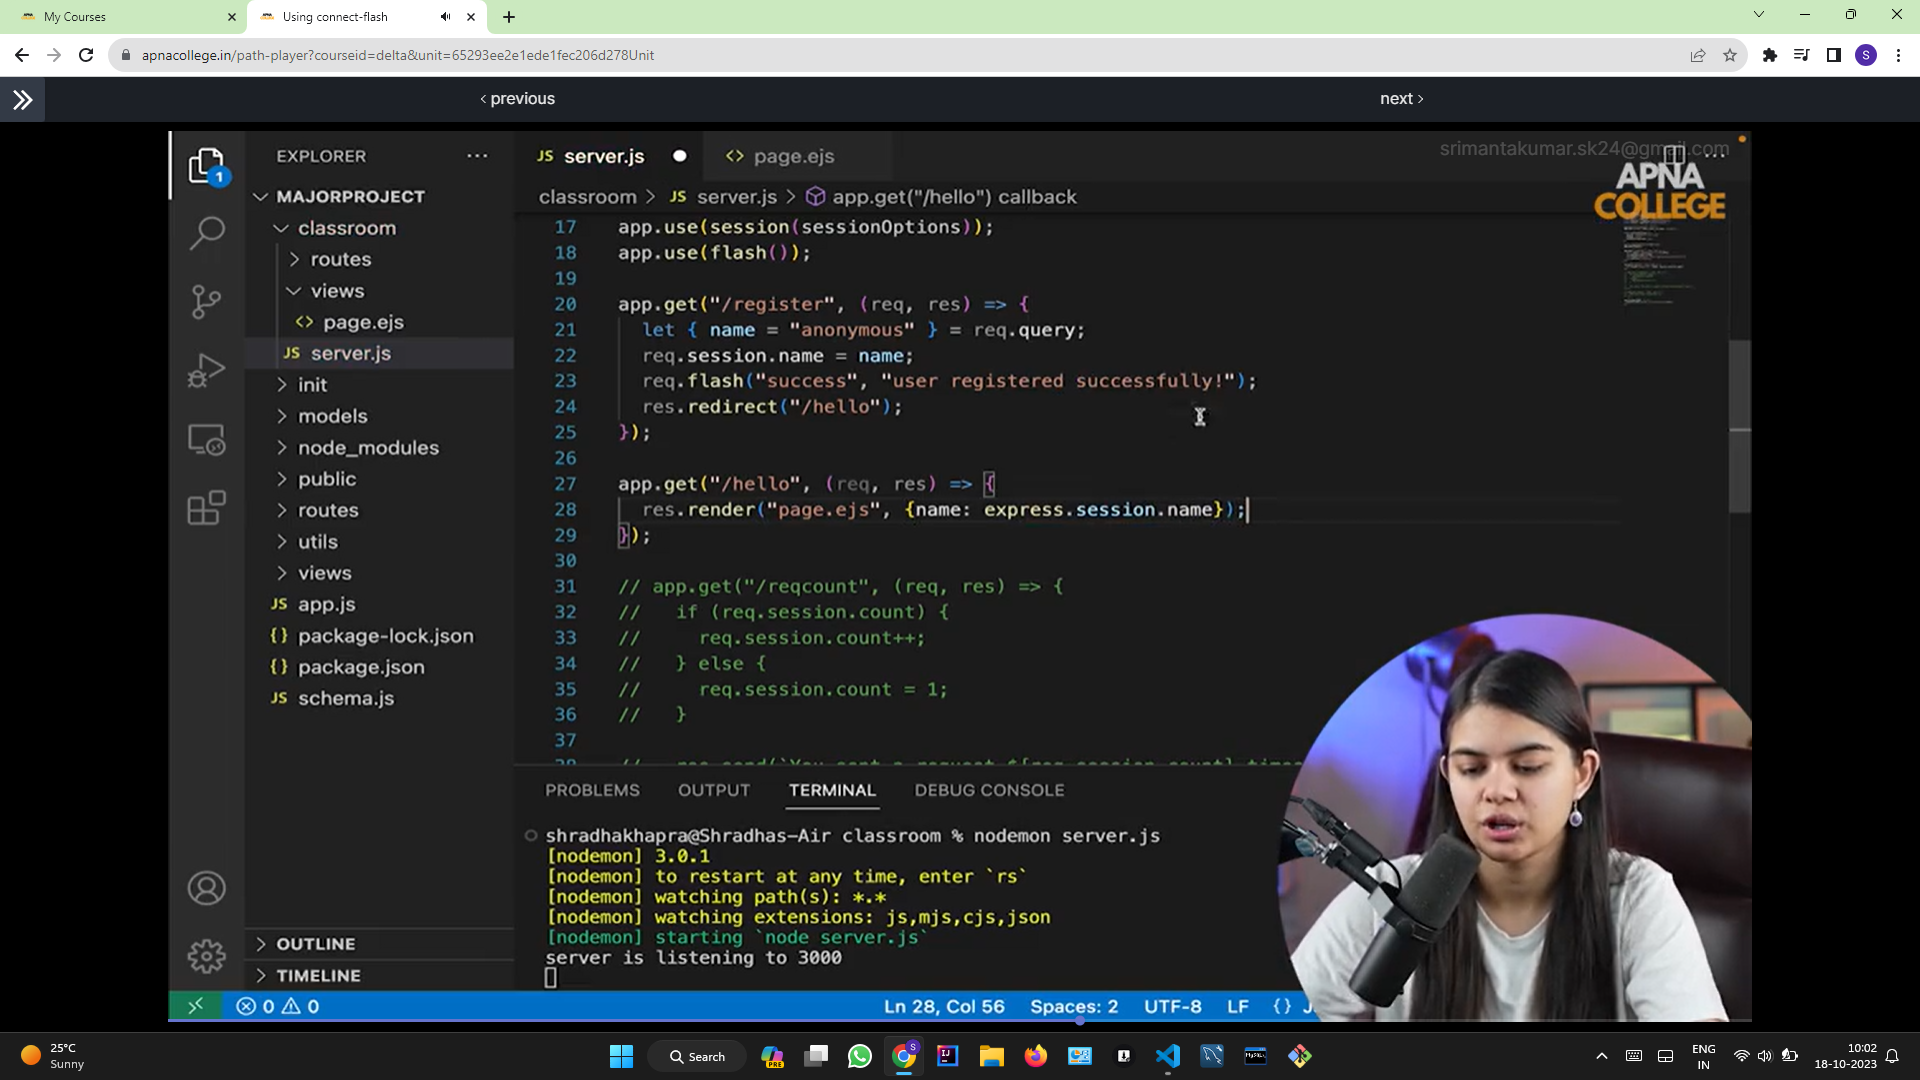 My Courses
Using connect-flash
apnacollege.in/path-player?courseid=delta&unit=65293ee2e1ede1fec206d278Unit
S
‹ previous
next ›
EXPLORER
1
MAJORPROJECT
classroom
routes
views
<> page.ejs
JS server.js
init
models
node_modules
public
routes
utils
views
JS app.js
{} package-lock.json
{} package.json
JS schema.js
OUTLINE
TIMELINE
JS server.js
<> page.ejs
srimantakumar.sk24@gmail.com
APNA
COLLEGE
classroom > JS server.js > app.get("/hello") callback
17 app.use(session(sessionOptions));
18 app.use(flash());
19
20 app.get("/register", (req, res) => {
21 let { name = "anonymous" } = req.query;
22 req.session.name = name;
23 req.flash("success", "user registered successfully!");
24 res.redirect("/hello");
25 });
26
27 app.get("/hello", (req, res) => {
28 res.render("page.ejs", {name: express.session.name});
29 });
30
31 // app.get("/reqcount", (req, res) => {
32 // if (req.session.count) {
33 // req.session.count++;
34 // } else {
35 // req.session.count = 1;
36 // }
37
PROBLEMS OUTPUT TERMINAL DEBUG CONSOLE
shradhakhapra@Shradhas-Air classroom % nodemon server.js
[nodemon] 3.0.1
[nodemon] to restart at any time, enter `rs`
[nodemon] watching path(s): *.*
[nodemon] watching extensions: js,mjs,cjs,json
[nodemon] starting `node server.js`
server is listening to 3000
0 0
Ln 28, Col 56 Spaces: 2 UTF-8 LF {}
25°C
Sunny
Search
PRE
S
ENG
IN
10:02
18-10-2023